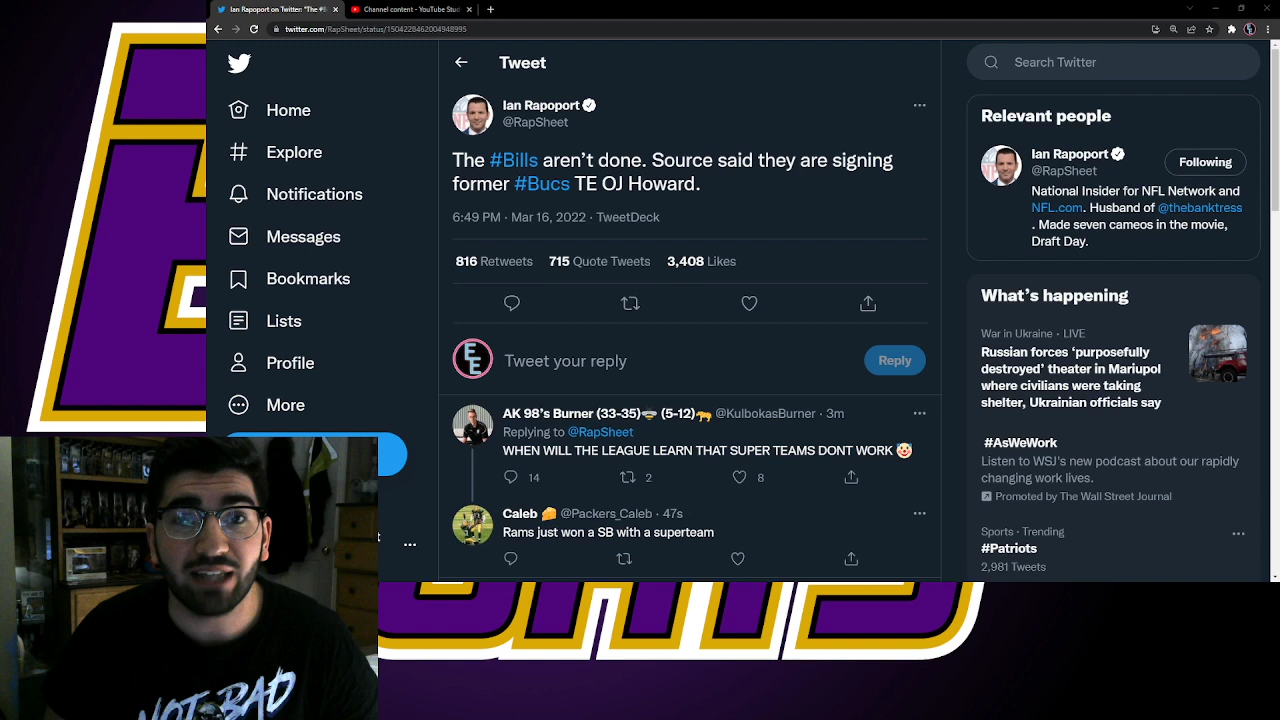 Ian Rapoport on Twitter: "The #B
Channel content - YouTube Stud
twitter.com/RapSheet/status/1504228462004948995
Home
Explore
Notifications
Messages
Bookmarks
Lists
Profile
More
Tweet
Ian Rapoport
@RapSheet
The #Bills aren’t done. Source said they are signing
former #Bucs TE OJ Howard.
6:49 PM · Mar 16, 2022 · TweetDeck
816 Retweets 715 Quote Tweets 3,408 Likes
EE
Tweet your reply
Reply
AK 98’s Burner (33-35)🐝 (5-12)🐅 @KulbokasBurner · 3m
Replying to @RapSheet
WHEN WILL THE LEAGUE LEARN THAT SUPER TEAMS DONT WORK 🤡
14 2 8
Caleb 🧀 @Packers_Caleb · 47s
Rams just won a SB with a superteam
Search Twitter
Relevant people
Ian Rapoport
@RapSheet
Following
National Insider for NFL Network and
NFL.com. Husband of @thebanktress
. Made seven cameos in the movie,
Draft Day.
What’s happening
War in Ukraine · LIVE
Russian forces ‘purposefully
destroyed’ theater in Mariupol
where civilians were taking
shelter, Ukrainian officials say
#AsWeWork
Listen to WSJ's new podcast about our rapidly
changing work lives.
Promoted by The Wall Street Journal
Sports · Trending
#Patriots
2,981 Tweets
NOT BAD